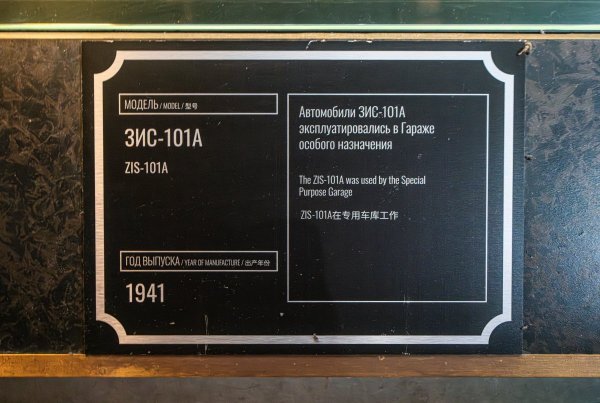 МОДЕЛЬ / MODEL / 型号
ЗИС-101А
ZIS-101A
ГОД ВЫПУСКА / YEAR OF MANUFACTURE / 出产年份
1941
Автомобили ЗИС-101А
эксплуатировались в Гараже
особого назначения
The ZIS-101A was used by the Special
Purpose Garage
ZIS-101A在专用车库工作